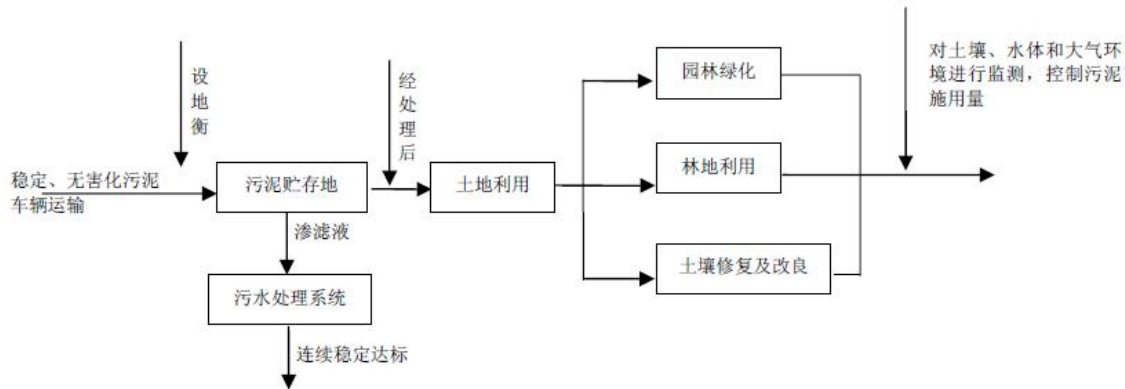 设
地
衡
稳定、无害化污泥
车辆运输
污泥贮存地
渗滤液
污水处理系统
连续稳定达标
经
处
理
后
土地利用
园林绿化
林地利用
土壤修复及改良
对土壤、水体和大气环
境进行监测，控制污泥
施用量